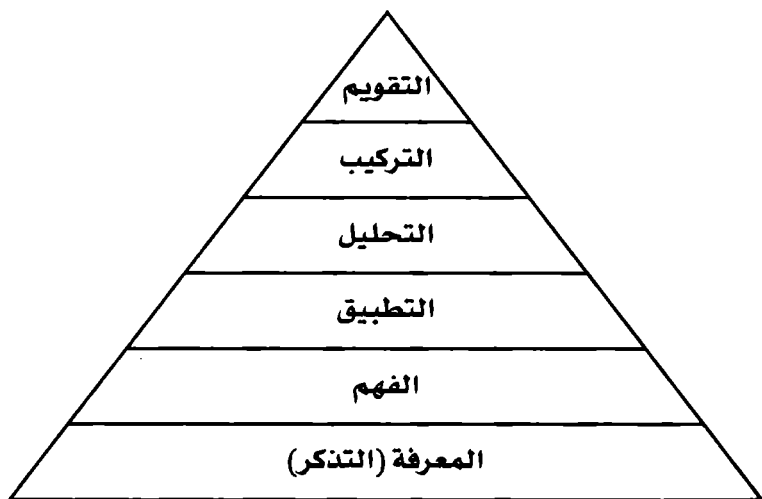 التقويم
التركيب
التحليل
التطبيق
الفهم
المعرفة (التذكر)